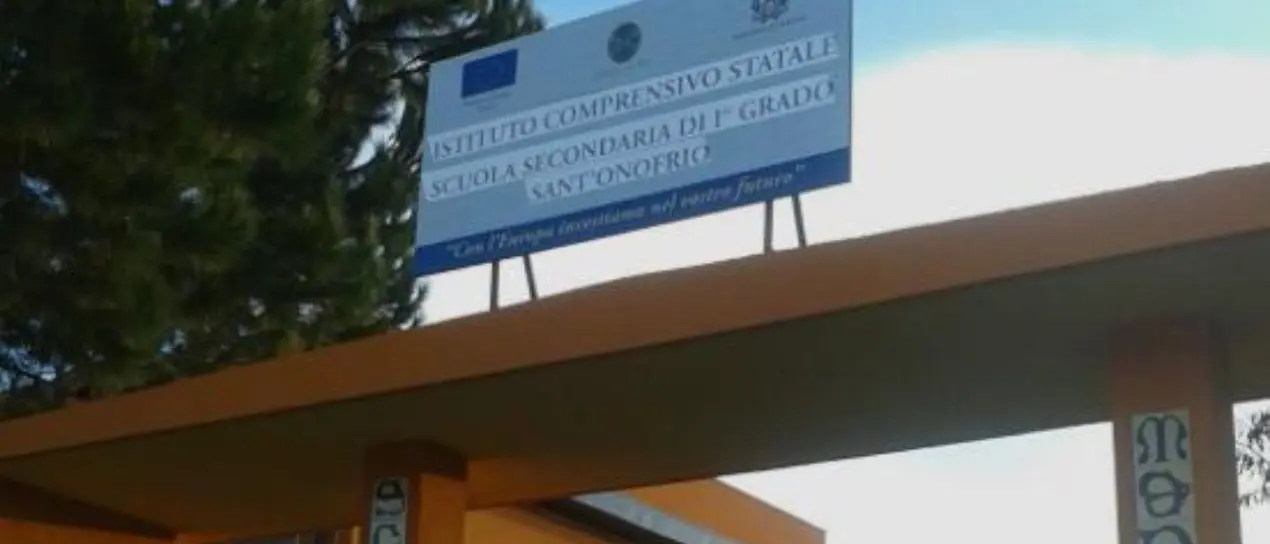 ISTITUTO COMPRENSIVO STATALE
SCUOLA SECONDARIA DI I° GRADO
SANT'ONOFRIO
"Con l'Europa investiamo nel vostro futuro"